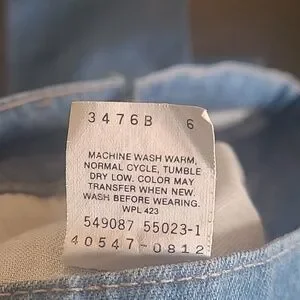 3476B 6
MACHINE WASH WARM,
NORMAL CYCLE, TUMBLE
DRY LOW. COLOR MAY
TRANSFER WHEN NEW.
WASH BEFORE WEARING.
WPL 423
549087 55023-1
40547-0812